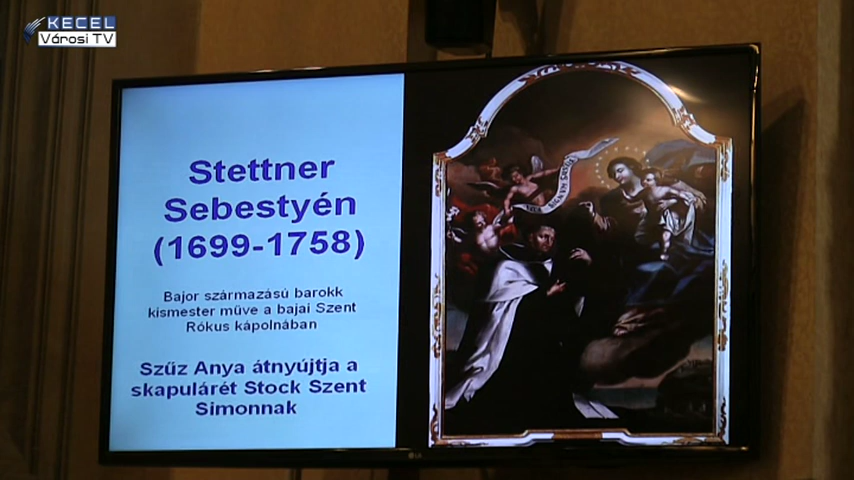 KECEL
Városi TV
Stettner
Sebestyén
(1699-1758)
Bajor származású barokk
kismester műve a bajai Szent
Rókus kápolnában
Szűz Anya átnyújtja a
skapulárét Stock Szent
Simonnak
LG